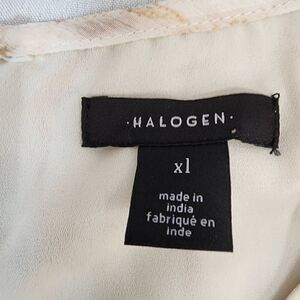 ·HALOGEN·
xl
made in
india
fabriqué en
inde